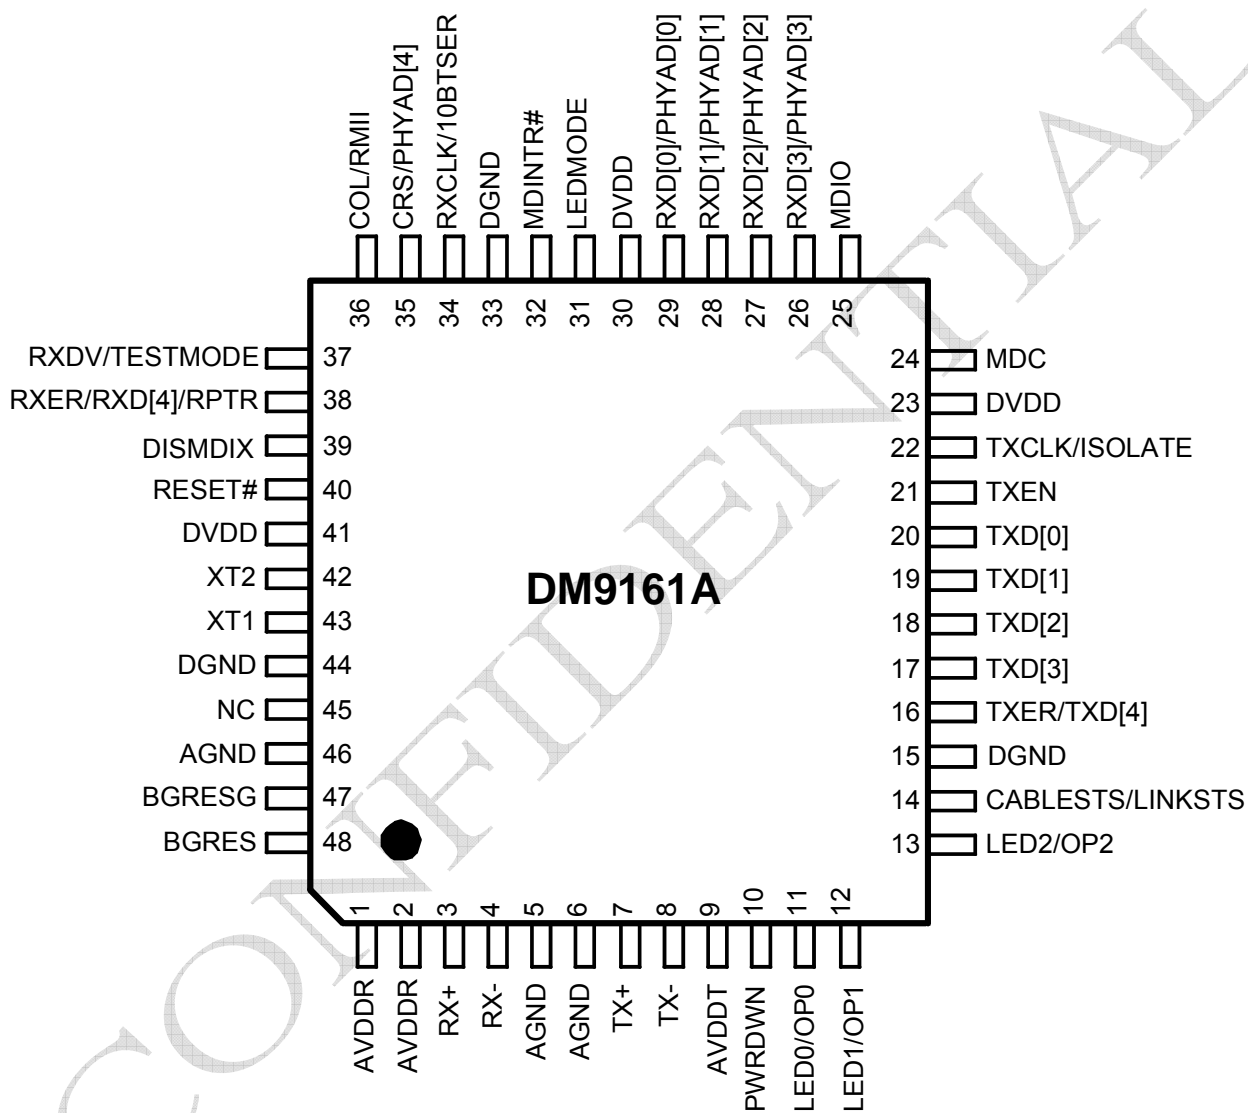 COL/RMII
CRS/PHYAD[4]
RXCLK/10BTSER
DGND
MDINTR#
LEDMODE
DVDD
RXD[0]/PHYAD[0]
RXD[1]/PHYAD[1]
RXD[2]/PHYAD[2]
RXD[3]/PHYAD[3]
MDIO
36
35
34
33
32
31
30
29
28
27
26
25
RXDV/TESTMODE 37
RXER/RXD[4]/RPTR 38
DISMDIX 39
RESET# 40
DVDD 41
XT2 42
XT1 43
DGND 44
NC 45
AGND 46
BGRESG 47
BGRES 48
DM9161A
24 MDC
23 DVDD
22 TXCLK/ISOLATE
21 TXEN
20 TXD[0]
19 TXD[1]
18 TXD[2]
17 TXD[3]
16 TXER/TXD[4]
15 DGND
14 CABLESTS/LINKSTS
13 LED2/OP2
1
2
3
4
5
6
7
8
9
10
11
12
AVDDR
AVDDR
RX+
RX-
AGND
AGND
TX+
TX-
AVDDT
PWRDWN
LED0/OP0
LED1/OP1
CONFIDENTIAL